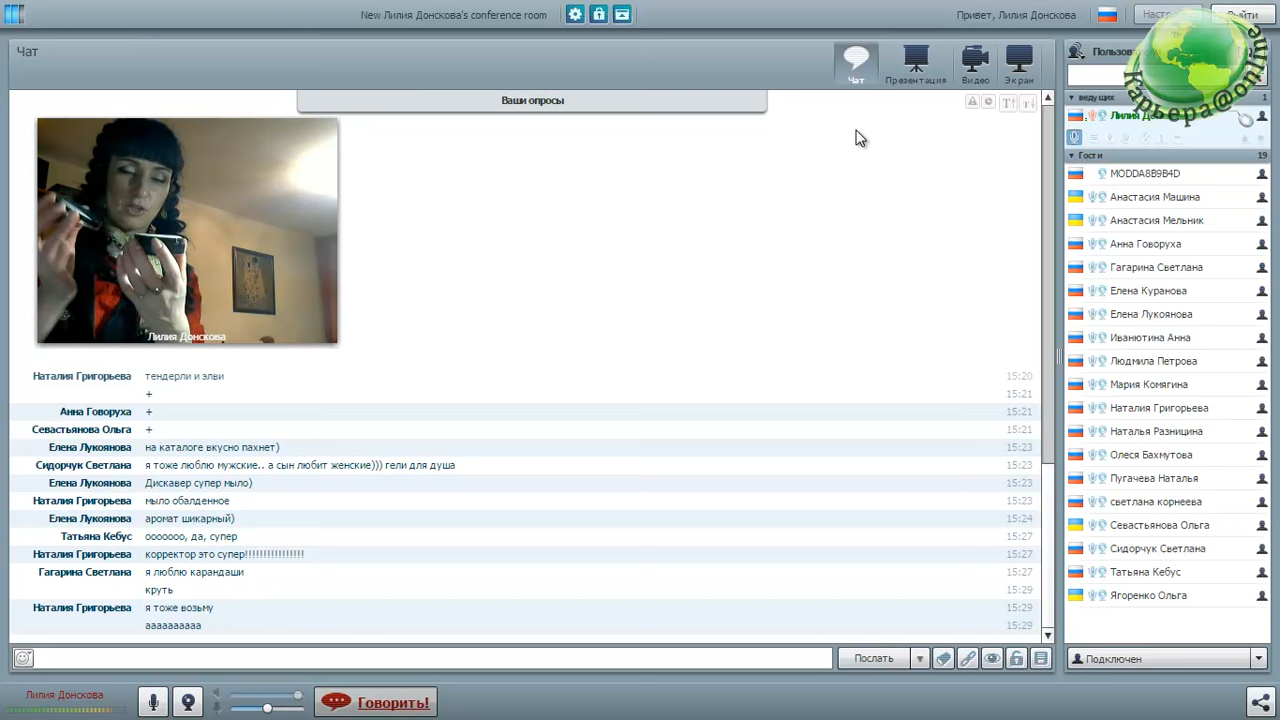 New Лилия Донскова's conference room
Привет, Лилия Донскова
Выйти
Чат
Чат
Презентация
Видео
Экран
Карьера@online
Ваши опросы
Лилия Донскова
Наталия Григорьева тендерли и элви 15:20
+ 15:21
Анна Говоруха + 15:21
Севастьянова Ольга + 15:21
Елена Лукоянова на каталоге вкусно пахнет) 15:23
Сидорчук Светлана я тоже люблю мужские.. а сын любит женские))) гели для душа 15:23
Елена Лукоянова Дискавер супер мыло) 15:23
Наталия Григорьева мыло обалденное 15:23
Елена Лукоянова аромат шикарный) 15:24
Татьяна Кебус ооооооо, да, супер 15:27
Наталия Григорьева корректор это супер!!!!!!!!!!!!!!!! 15:27
Гагарина Светлана я люблю карандаши 15:27
круть 15:29
Наталия Григорьева я тоже возьму 15:29
аааааааааа 15:29
Послать
ведущих 1
Гости 19
MODDA8B9B4D
Анастасия Машина
Анастасия Мельник
Анна Говоруха
Гагарина Светлана
Елена Куранова
Елена Лукоянова
Иванютина Анна
Людмила Петрова
Мария Комягина
Наталия Григорьева
Наталья Разницина
Олеся Бахмутова
Пугачева Наталья
светлана корнеева
Севастьянова Ольга
Сидорчук Светлана
Татьяна Кебус
Ягоренко Ольга
Подключен
Лилия Донскова
Говорить!